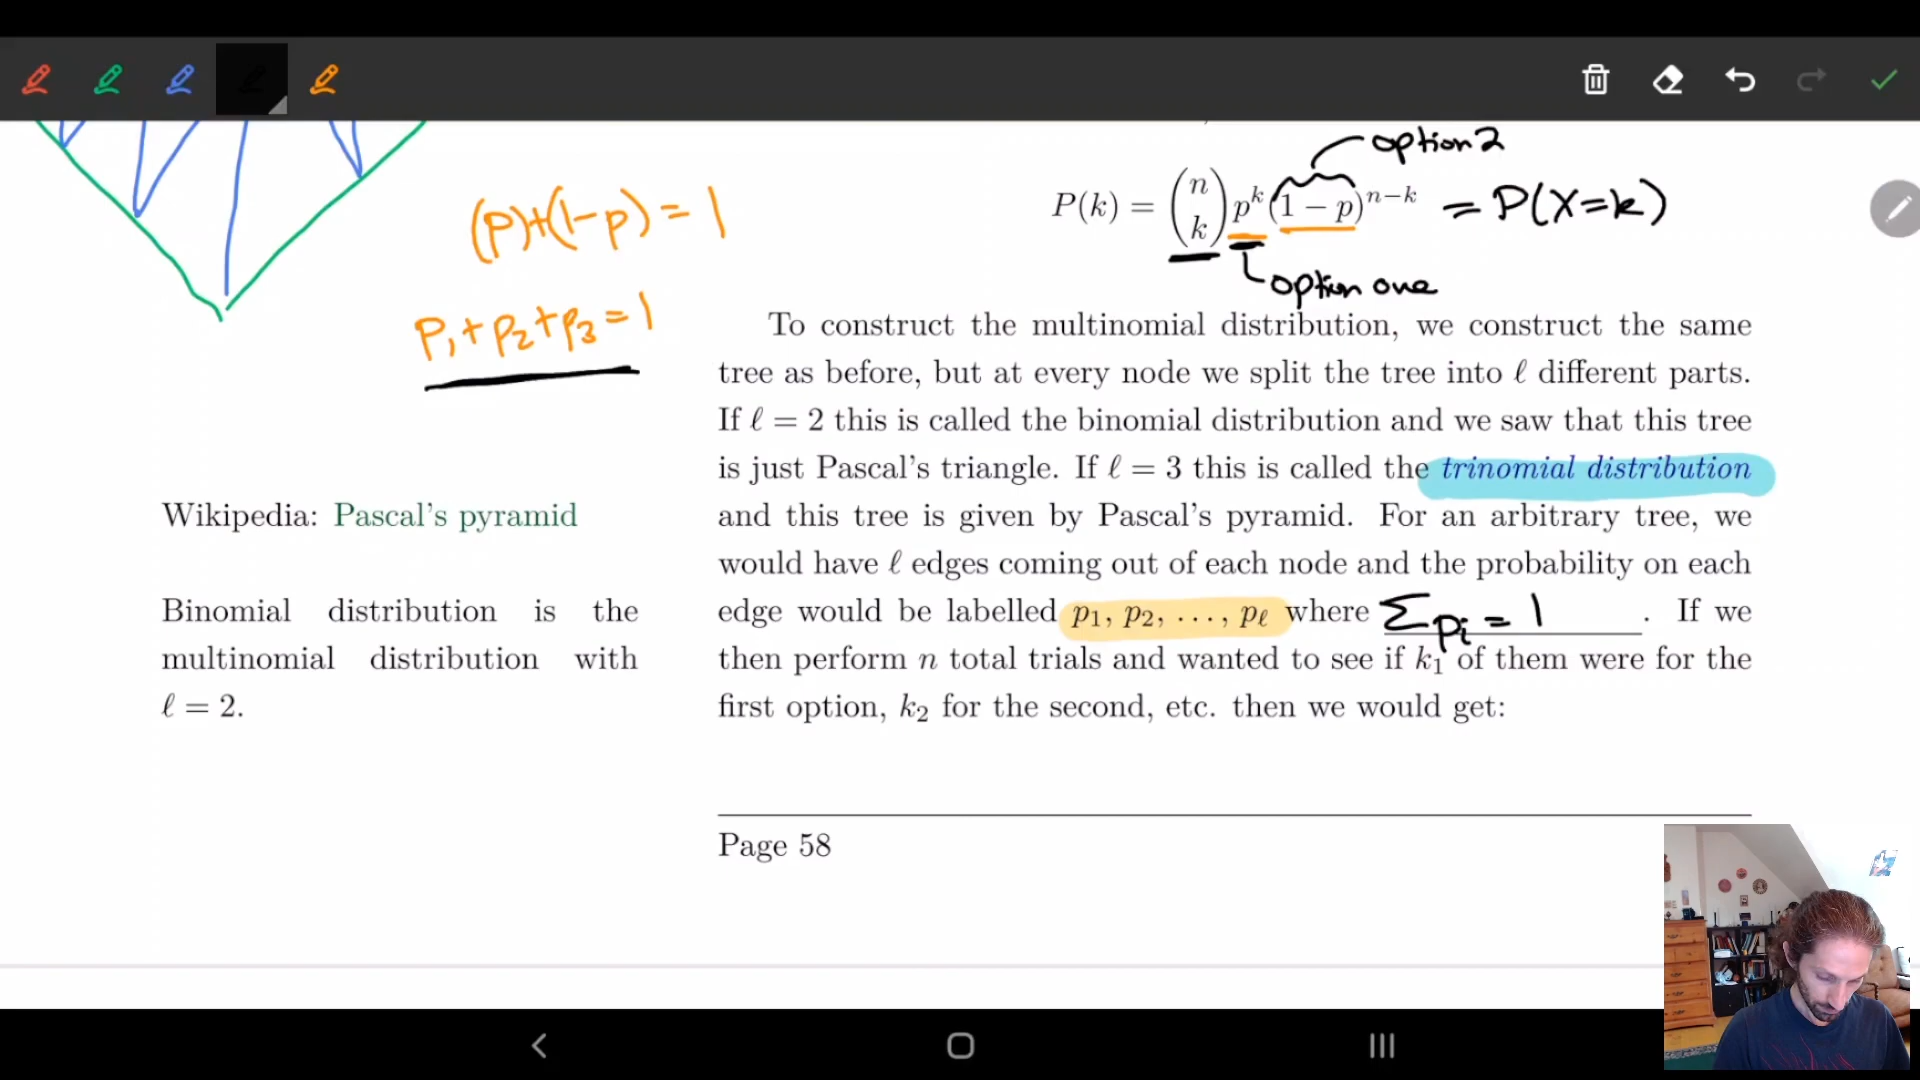 option 2
P(k) = (n k) p^k (1 − p)^{n−k} = P(X=k)
option one
(p)+(1-p) = 1
p₁ + p₂ + p₃ = 1
To construct the multinomial distribution, we construct the same
tree as before, but at every node we split the tree into ℓ different parts.
If ℓ = 2 this is called the binomial distribution and we saw that this tree
is just Pascal's triangle. If ℓ = 3 this is called the trinomial distribution
and this tree is given by Pascal's pyramid. For an arbitrary tree, we
would have ℓ edges coming out of each node and the probability on each
edge would be labelled p₁, p₂, …, p_ℓ where Σ pᵢ = 1 . If we
then perform n total trials and wanted to see if k₁ of them were for the
first option, k₂ for the second, etc. then we would get:
Wikipedia: Pascal's pyramid
Binomial distribution is the
multinomial distribution with
ℓ = 2.
Page 58